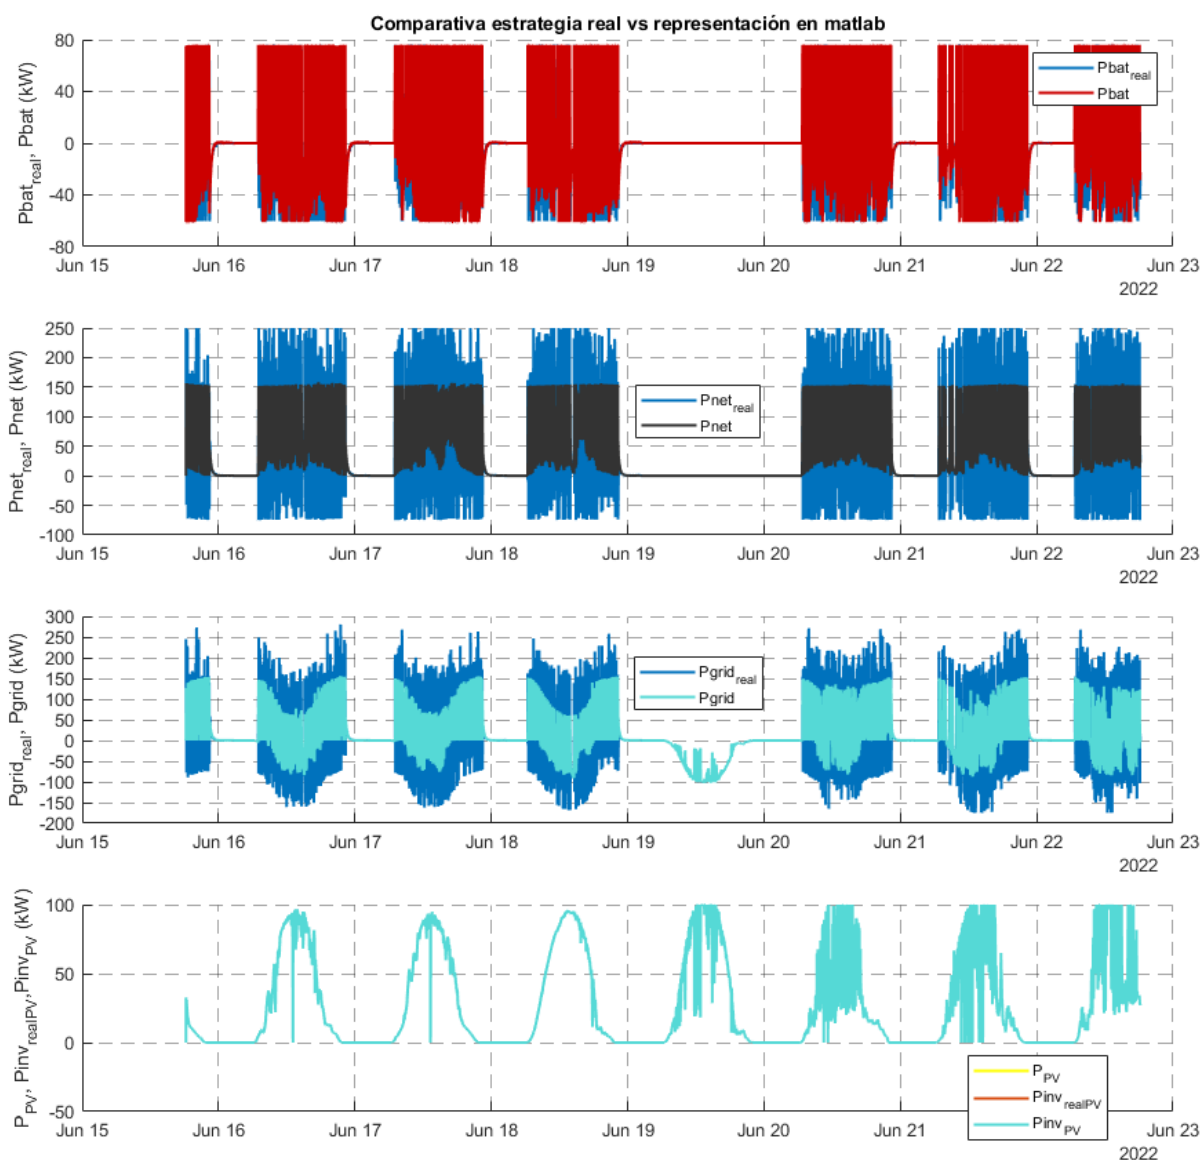 Comparativa estrategia real vs representación en matlab
Pbat_real, Pbat (kW)
80
40
0
-40
-80
Pbat_real
Pbat
Jun 15 Jun 16 Jun 17 Jun 18 Jun 19 Jun 20 Jun 21 Jun 22 Jun 23
2022
Pnet_real, Pnet (kW)
250
200
150
100
50
0
-50
-100
Pnet_real
Pnet
Jun 15 Jun 16 Jun 17 Jun 18 Jun 19 Jun 20 Jun 21 Jun 22 Jun 23
2022
Pgrid_real, Pgrid (kW)
300
250
200
150
100
50
0
-50
-100
-150
-200
Pgrid_real
Pgrid
Jun 15 Jun 16 Jun 17 Jun 18 Jun 19 Jun 20 Jun 21 Jun 22 Jun 23
2022
P_PV, Pinv_realPV,Pinv_PV (kW)
100
50
0
-50
P_PV
Pinv_realPV
Pinv_PV
Jun 15 Jun 16 Jun 17 Jun 18 Jun 19 Jun 20 Jun 21 Jun 22 Jun 23
2022